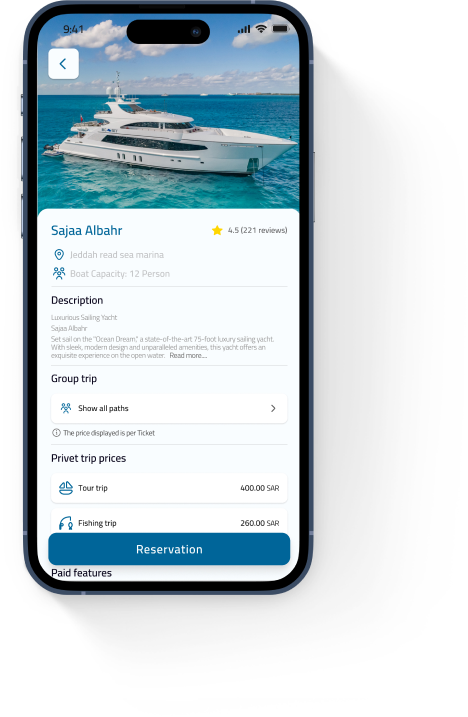 9:41
Sajaa Albahr
4.5 (221 reviews)
Jeddah read sea marina
Boat Capacity: 12 Person
Description
Luxurious Sailing Yacht
Sajaa Albahr
Set sail on the "Ocean Dream," a state-of-the-art 75-foot luxury sailing yacht.
With sleek, modern design and unparalleled amenities, this yacht offers an
exquisite experience on the open water. Read more....
Group trip
Show all paths
The price displayed is per Ticket
Privet trip prices
Tour trip
400.00 SAR
Fishing trip
260.00 SAR
Reservation
Paid features